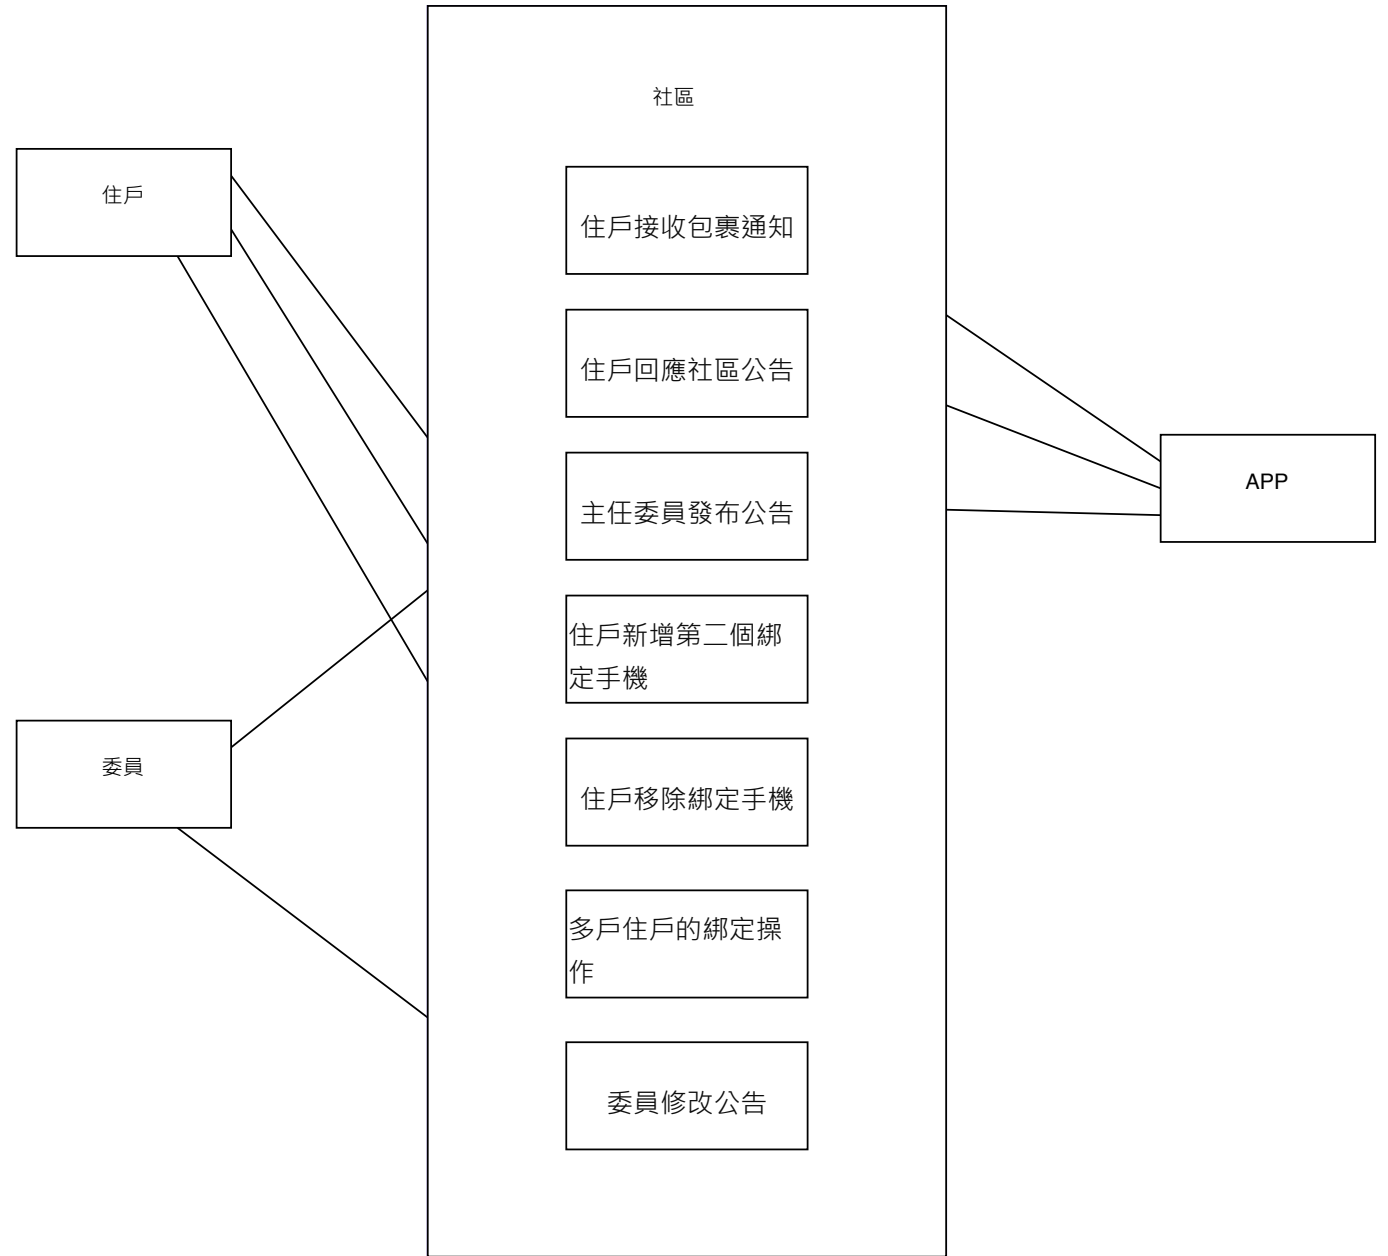 社區
住戶
住戶接收包裹通知
住戶回應社區公告
APP
主任委員發布公告
住戶新增第二個綁
定手機
委員
住戶移除綁定手機
多戶住戶的綁定操
作
委員修改公告